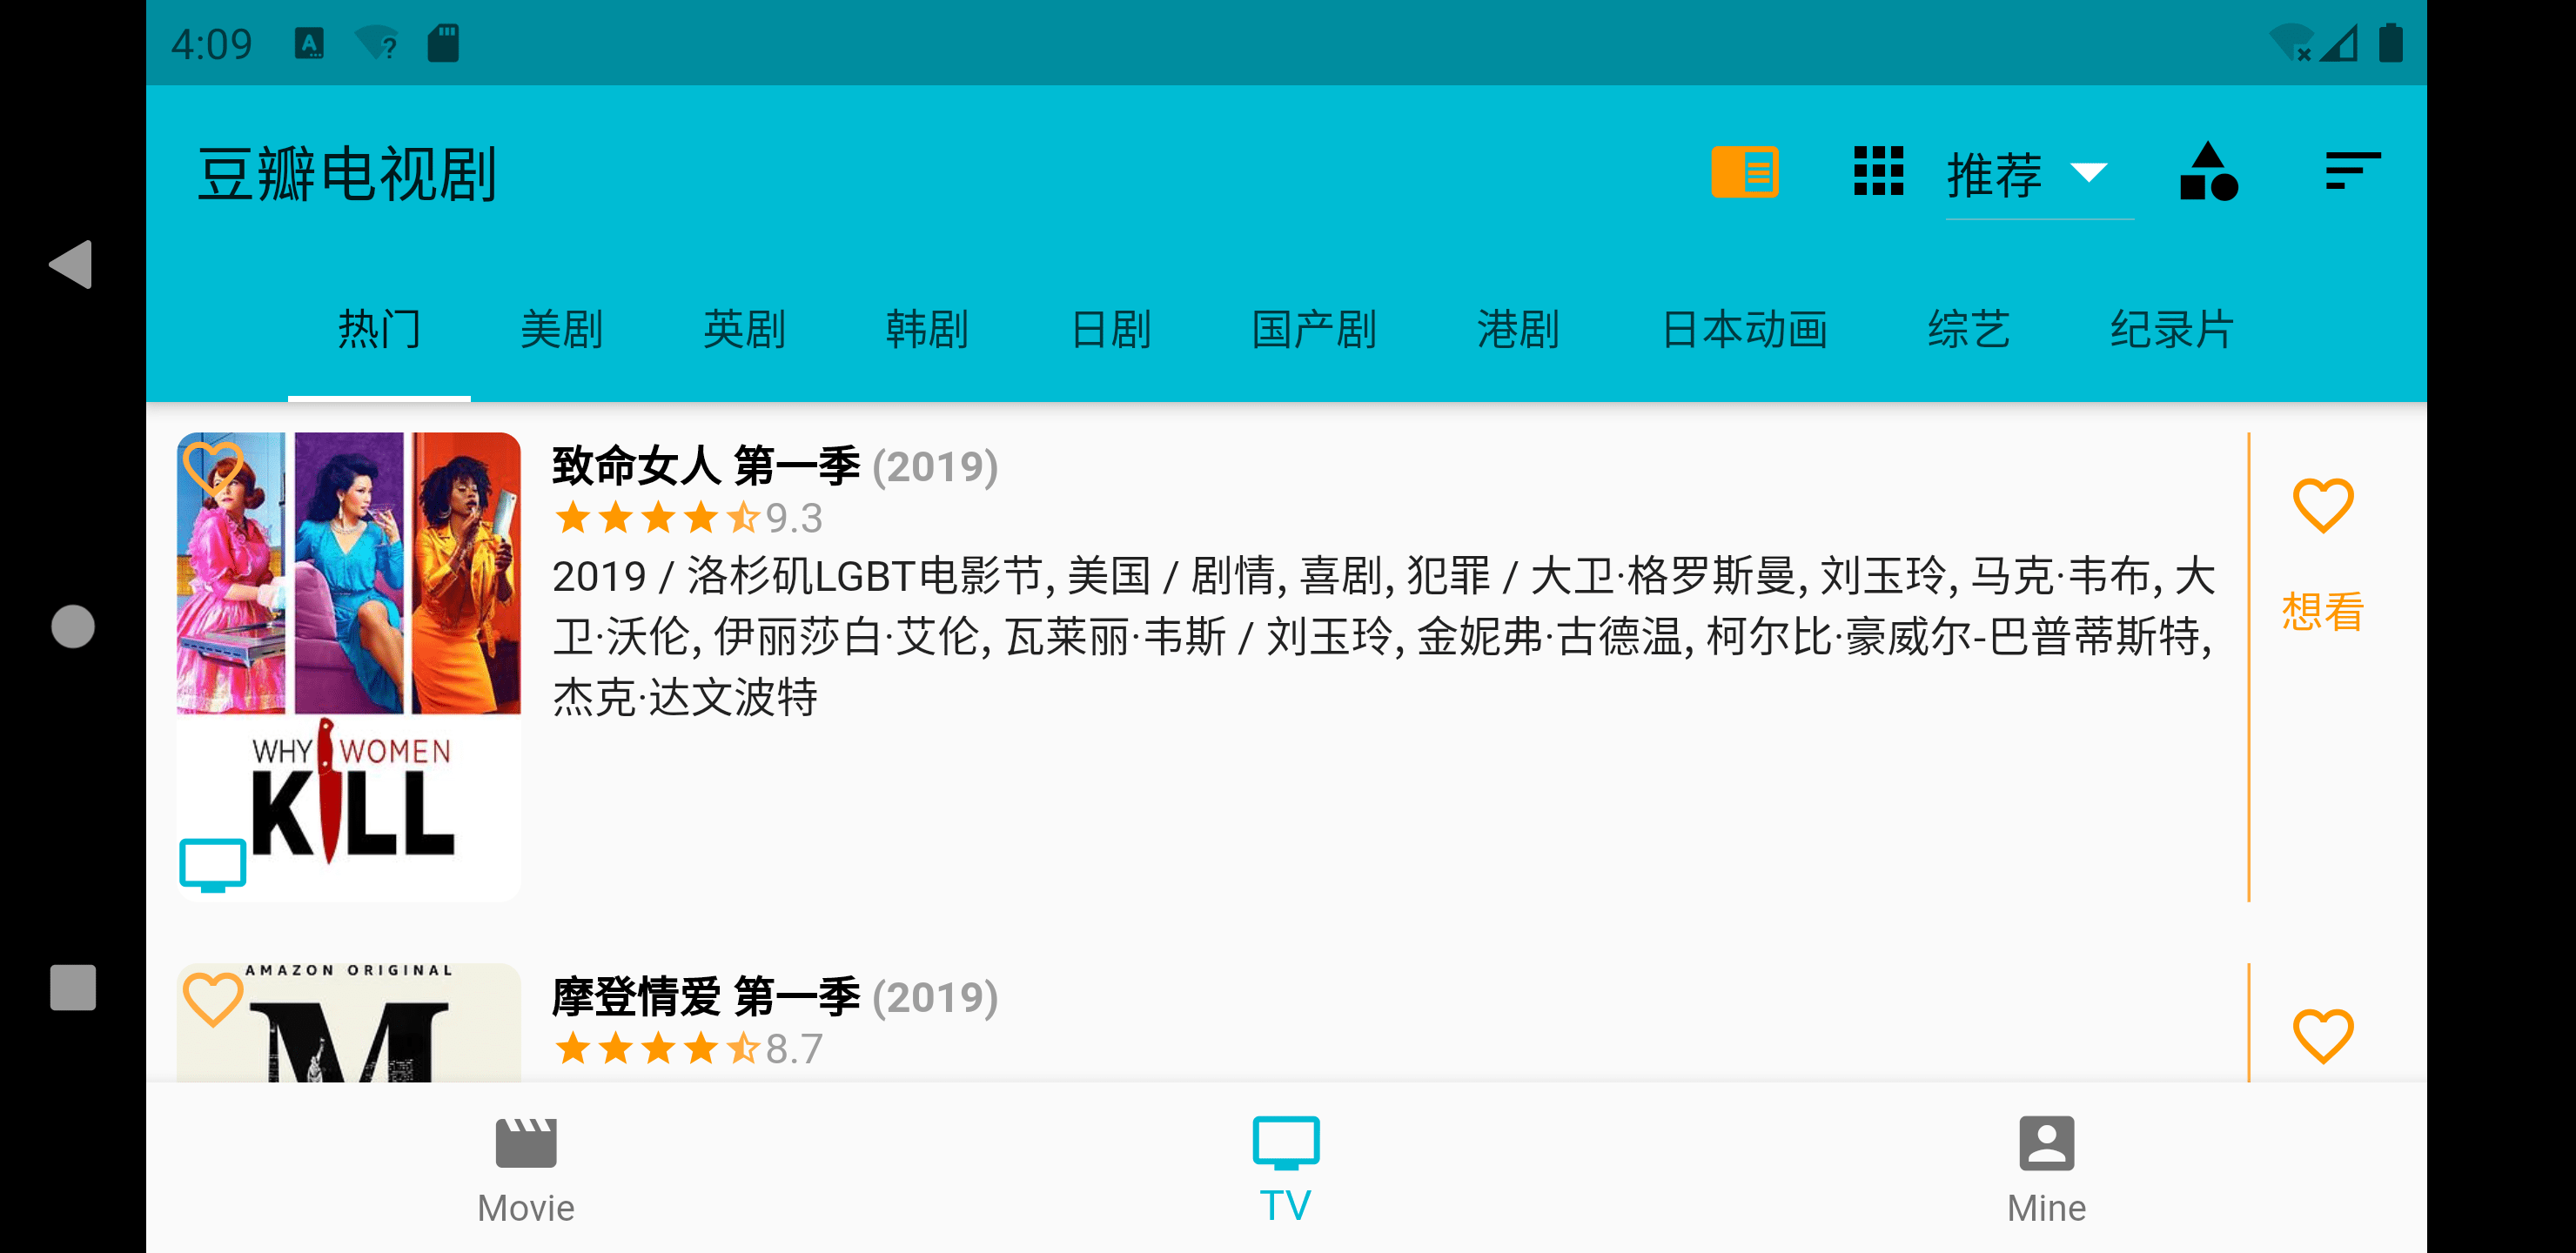 4:09
豆瓣电视剧
推荐
热门 美剧 英剧 韩剧 日剧 国产剧 港剧 日本动画 综艺 纪录片
致命女人 第一季 (2019)
9.3
2019 / 洛杉矶LGBT电影节, 美国 / 剧情, 喜剧, 犯罪 / 大卫·格罗斯曼, 刘玉玲, 马克·韦布, 大
卫·沃伦, 伊丽莎白·艾伦, 瓦莱丽·韦斯 / 刘玉玲, 金妮弗·古德温, 柯尔比·豪威尔-巴普蒂斯特,
杰克·达文波特
想看
WHY WOMEN
KILL
AMAZON ORIGINAL
M
摩登情爱 第一季 (2019)
8.7
Movie
TV
Mine